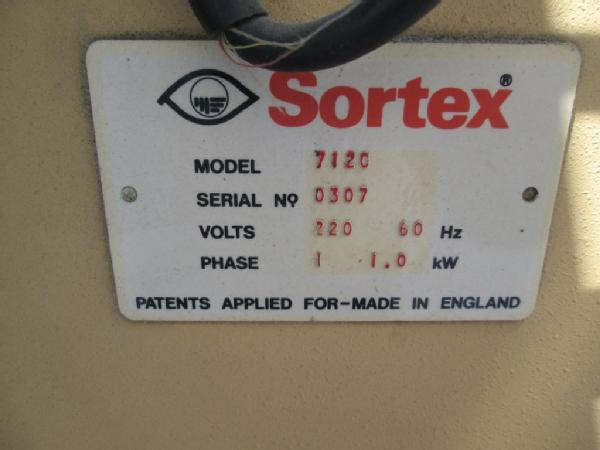 Sortex®
MODEL 7120
SERIAL Nº 0307
VOLTS 220 60 Hz
PHASE 1 1.0 kW
PATENTS APPLIED FOR-MADE IN ENGLAND